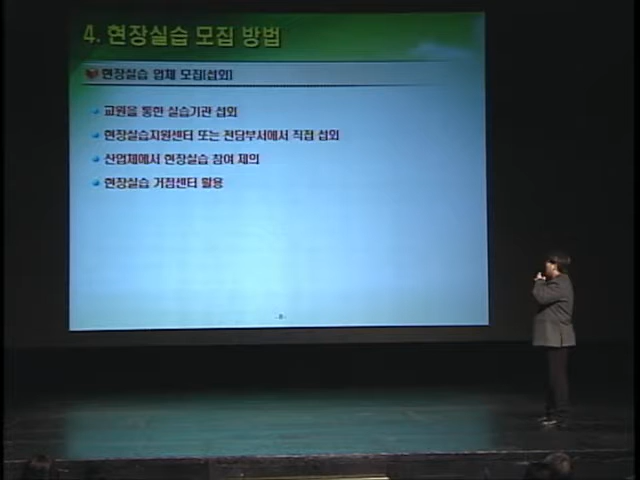 4. 현장실습 모집 방법
현장실습 업체 모집[섭외]
교원을 통한 실습기관 섭외
현장실습지원센터 또는 전담부서에서 직접 섭외
산업체에서 현장실습 참여 제의
현장실습 거점센터 활용